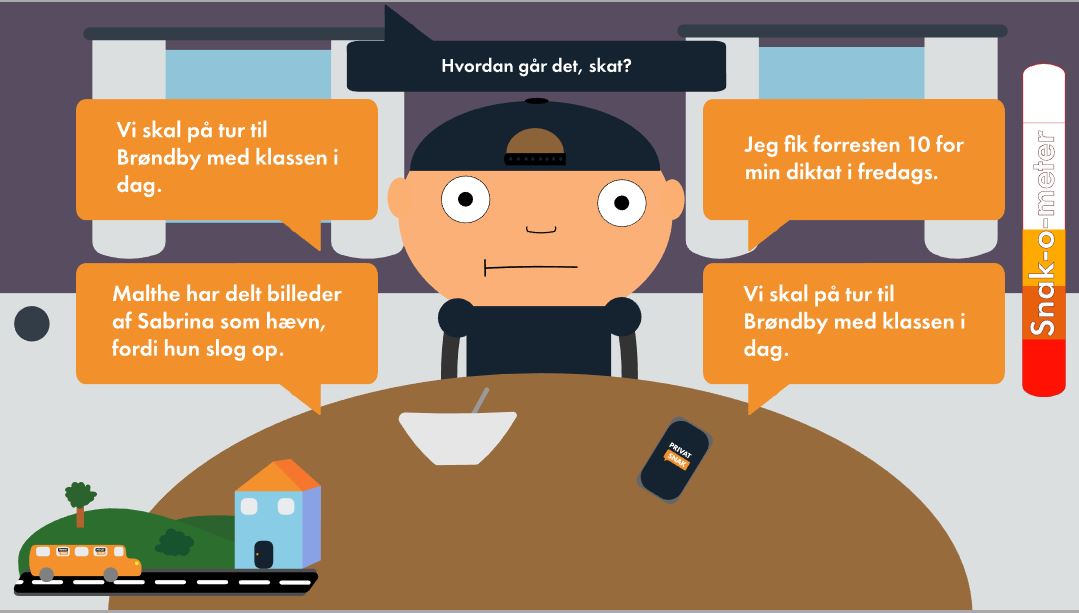 Hvordan går det, skat?
Vi skal på tur til
Brøndby med klassen i
dag.
Jeg fik forresten 10 for
min diktat i fredags.
Malthe har delt billeder
af Sabrina som hævn,
fordi hun slog op.
Vi skal på tur til
Brøndby med klassen i
dag.
Snak-o-meter
PRIVAT
SNAK